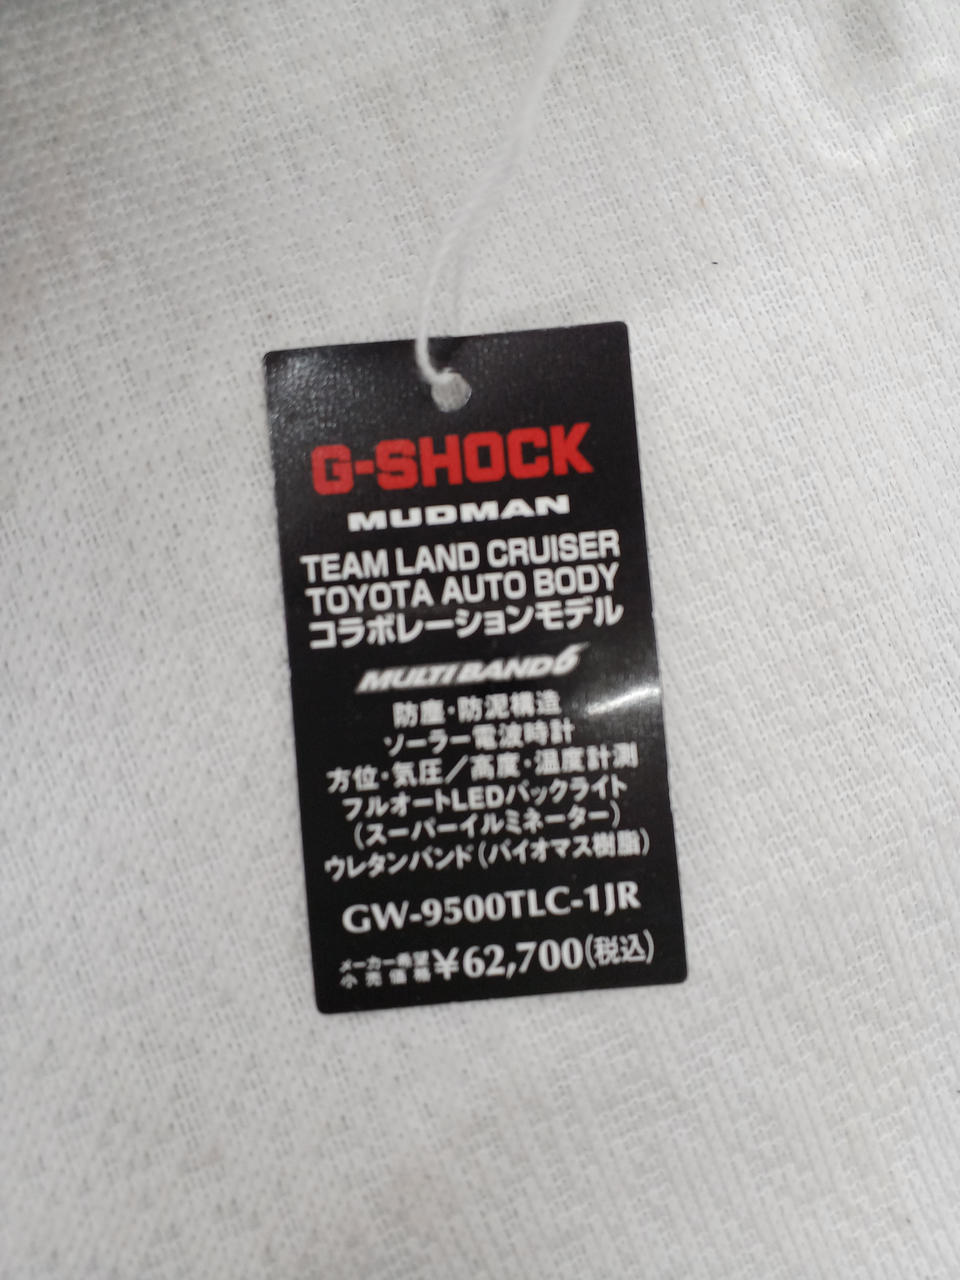 G-SHOCK
MUDMAN
TEAM LAND CRUISER
TOYOTA AUTO BODY
コラボレーションモデル
MULTI BAND 6
防塵・防泥構造
ソーラー電波時計
方位・気圧/高度・温度計測
フルオートLEDバックライト
(スーパーイルミネーター)
ウレタンバンド(バイオマス樹脂)
GW-9500TLC-1JR
メーカー希望小売価格 ¥62,700(税込)